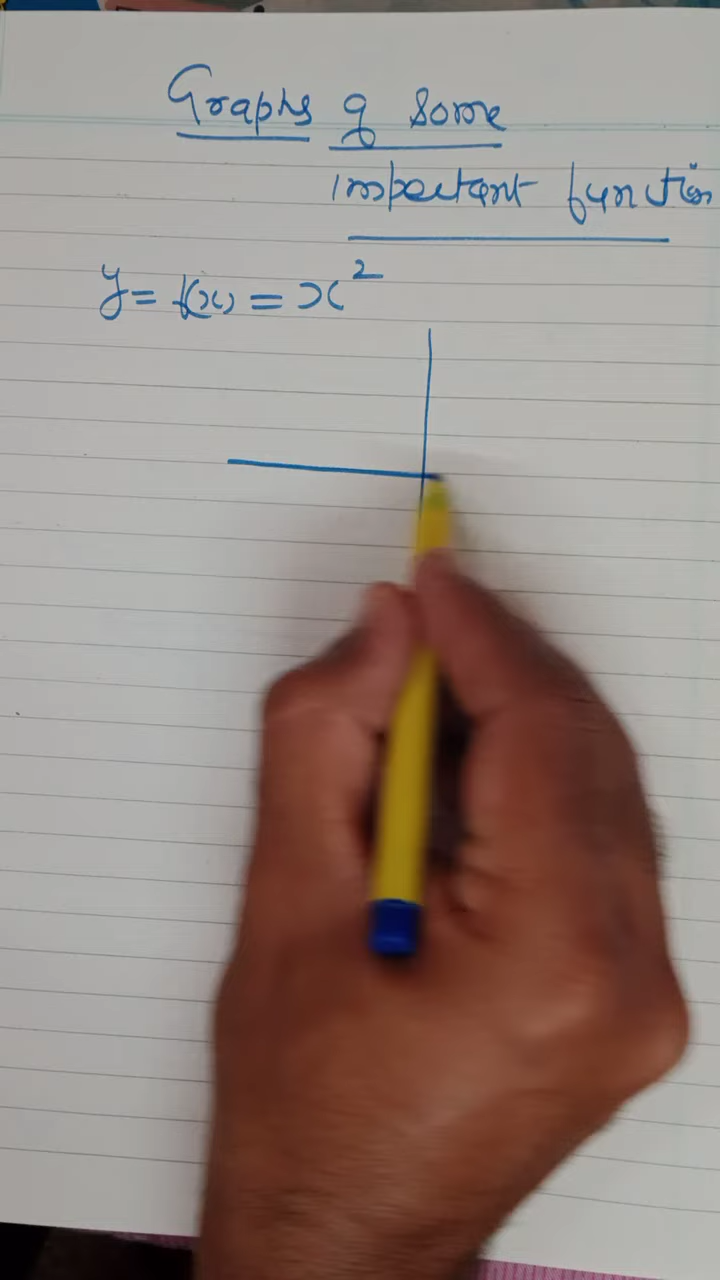 Graphs of some
important function
y = f(x) = x²